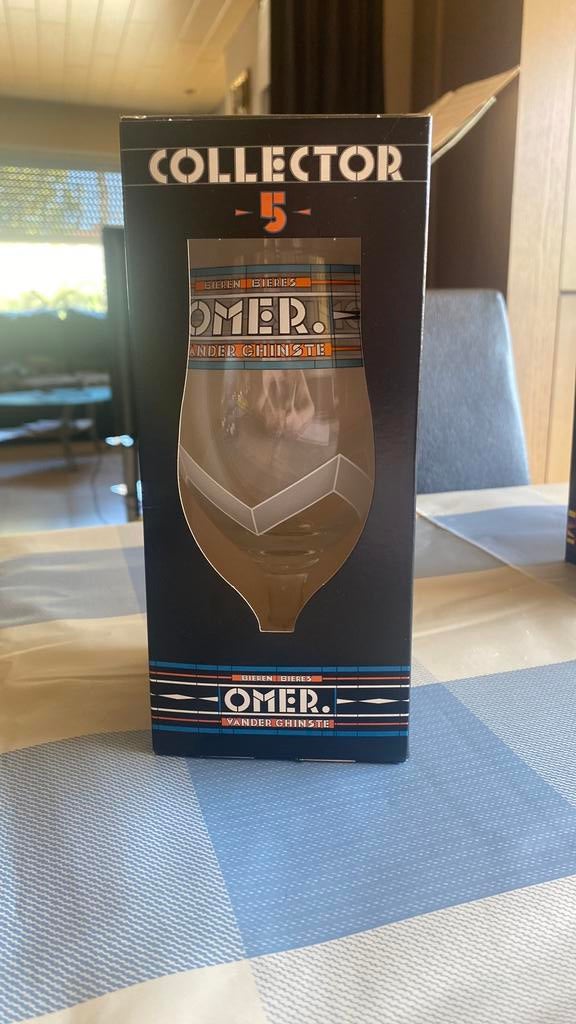 COLLECTOR
5
BIEREN BIERES
OMER.
VANDER GHINSTE
BIEREN BIERES
OMER.
VANDER GHINSTE